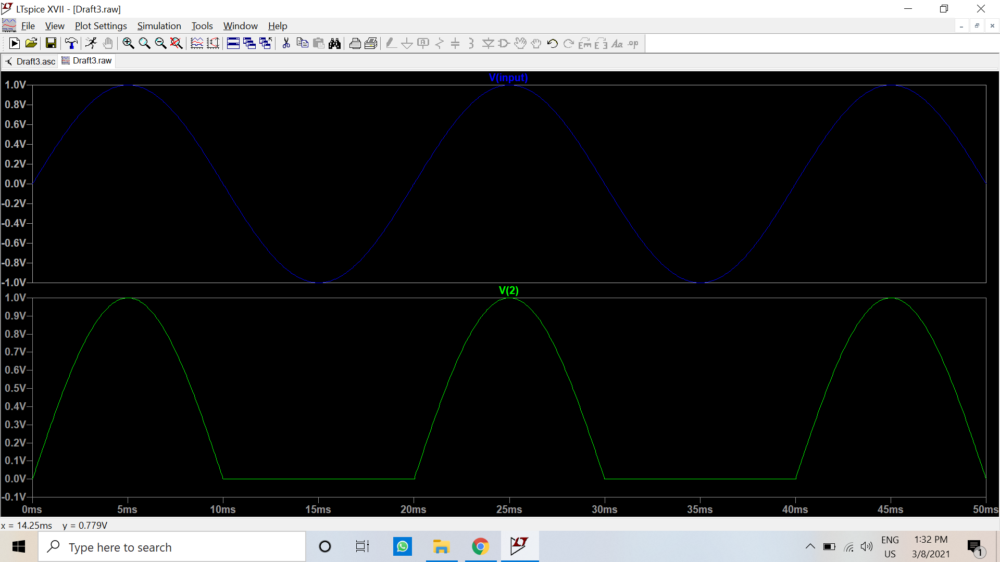 LTspice XVII - [Draft3.raw]
File View Plot Settings Simulation Tools Window Help
Draft3.asc Draft3.raw
V(input)
1.0V
0.8V
0.6V
0.4V
0.2V
0.0V
-0.2V
-0.4V
-0.6V
-0.8V
-1.0V
V(2)
1.0V
0.9V
0.8V
0.7V
0.6V
0.5V
0.4V
0.3V
0.2V
0.1V
0.0V
-0.1V
0ms 5ms 10ms 15ms 20ms 25ms 30ms 35ms 40ms 45ms 50ms
x = 14.25ms y = 0.779V
Type here to search
ENG
US
1:32 PM
3/8/2021
1